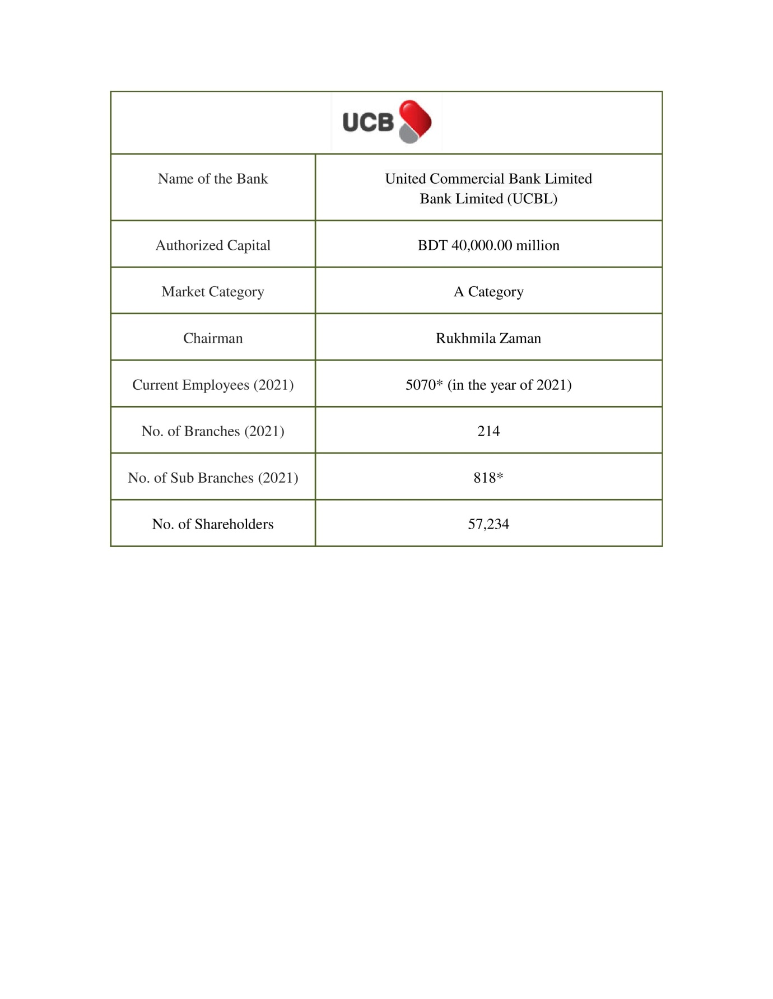 UCB
Name of the Bank
United Commercial Bank Limited
Bank Limited (UCBL)
Authorized Capital
BDT 40,000.00 million
Market Category
A Category
Chairman
Rukhmila Zaman
Current Employees (2021)
5070* (in the year of 2021)
No. of Branches (2021)
214
No. of Sub Branches (2021)
818*
No. of Shareholders
57,234